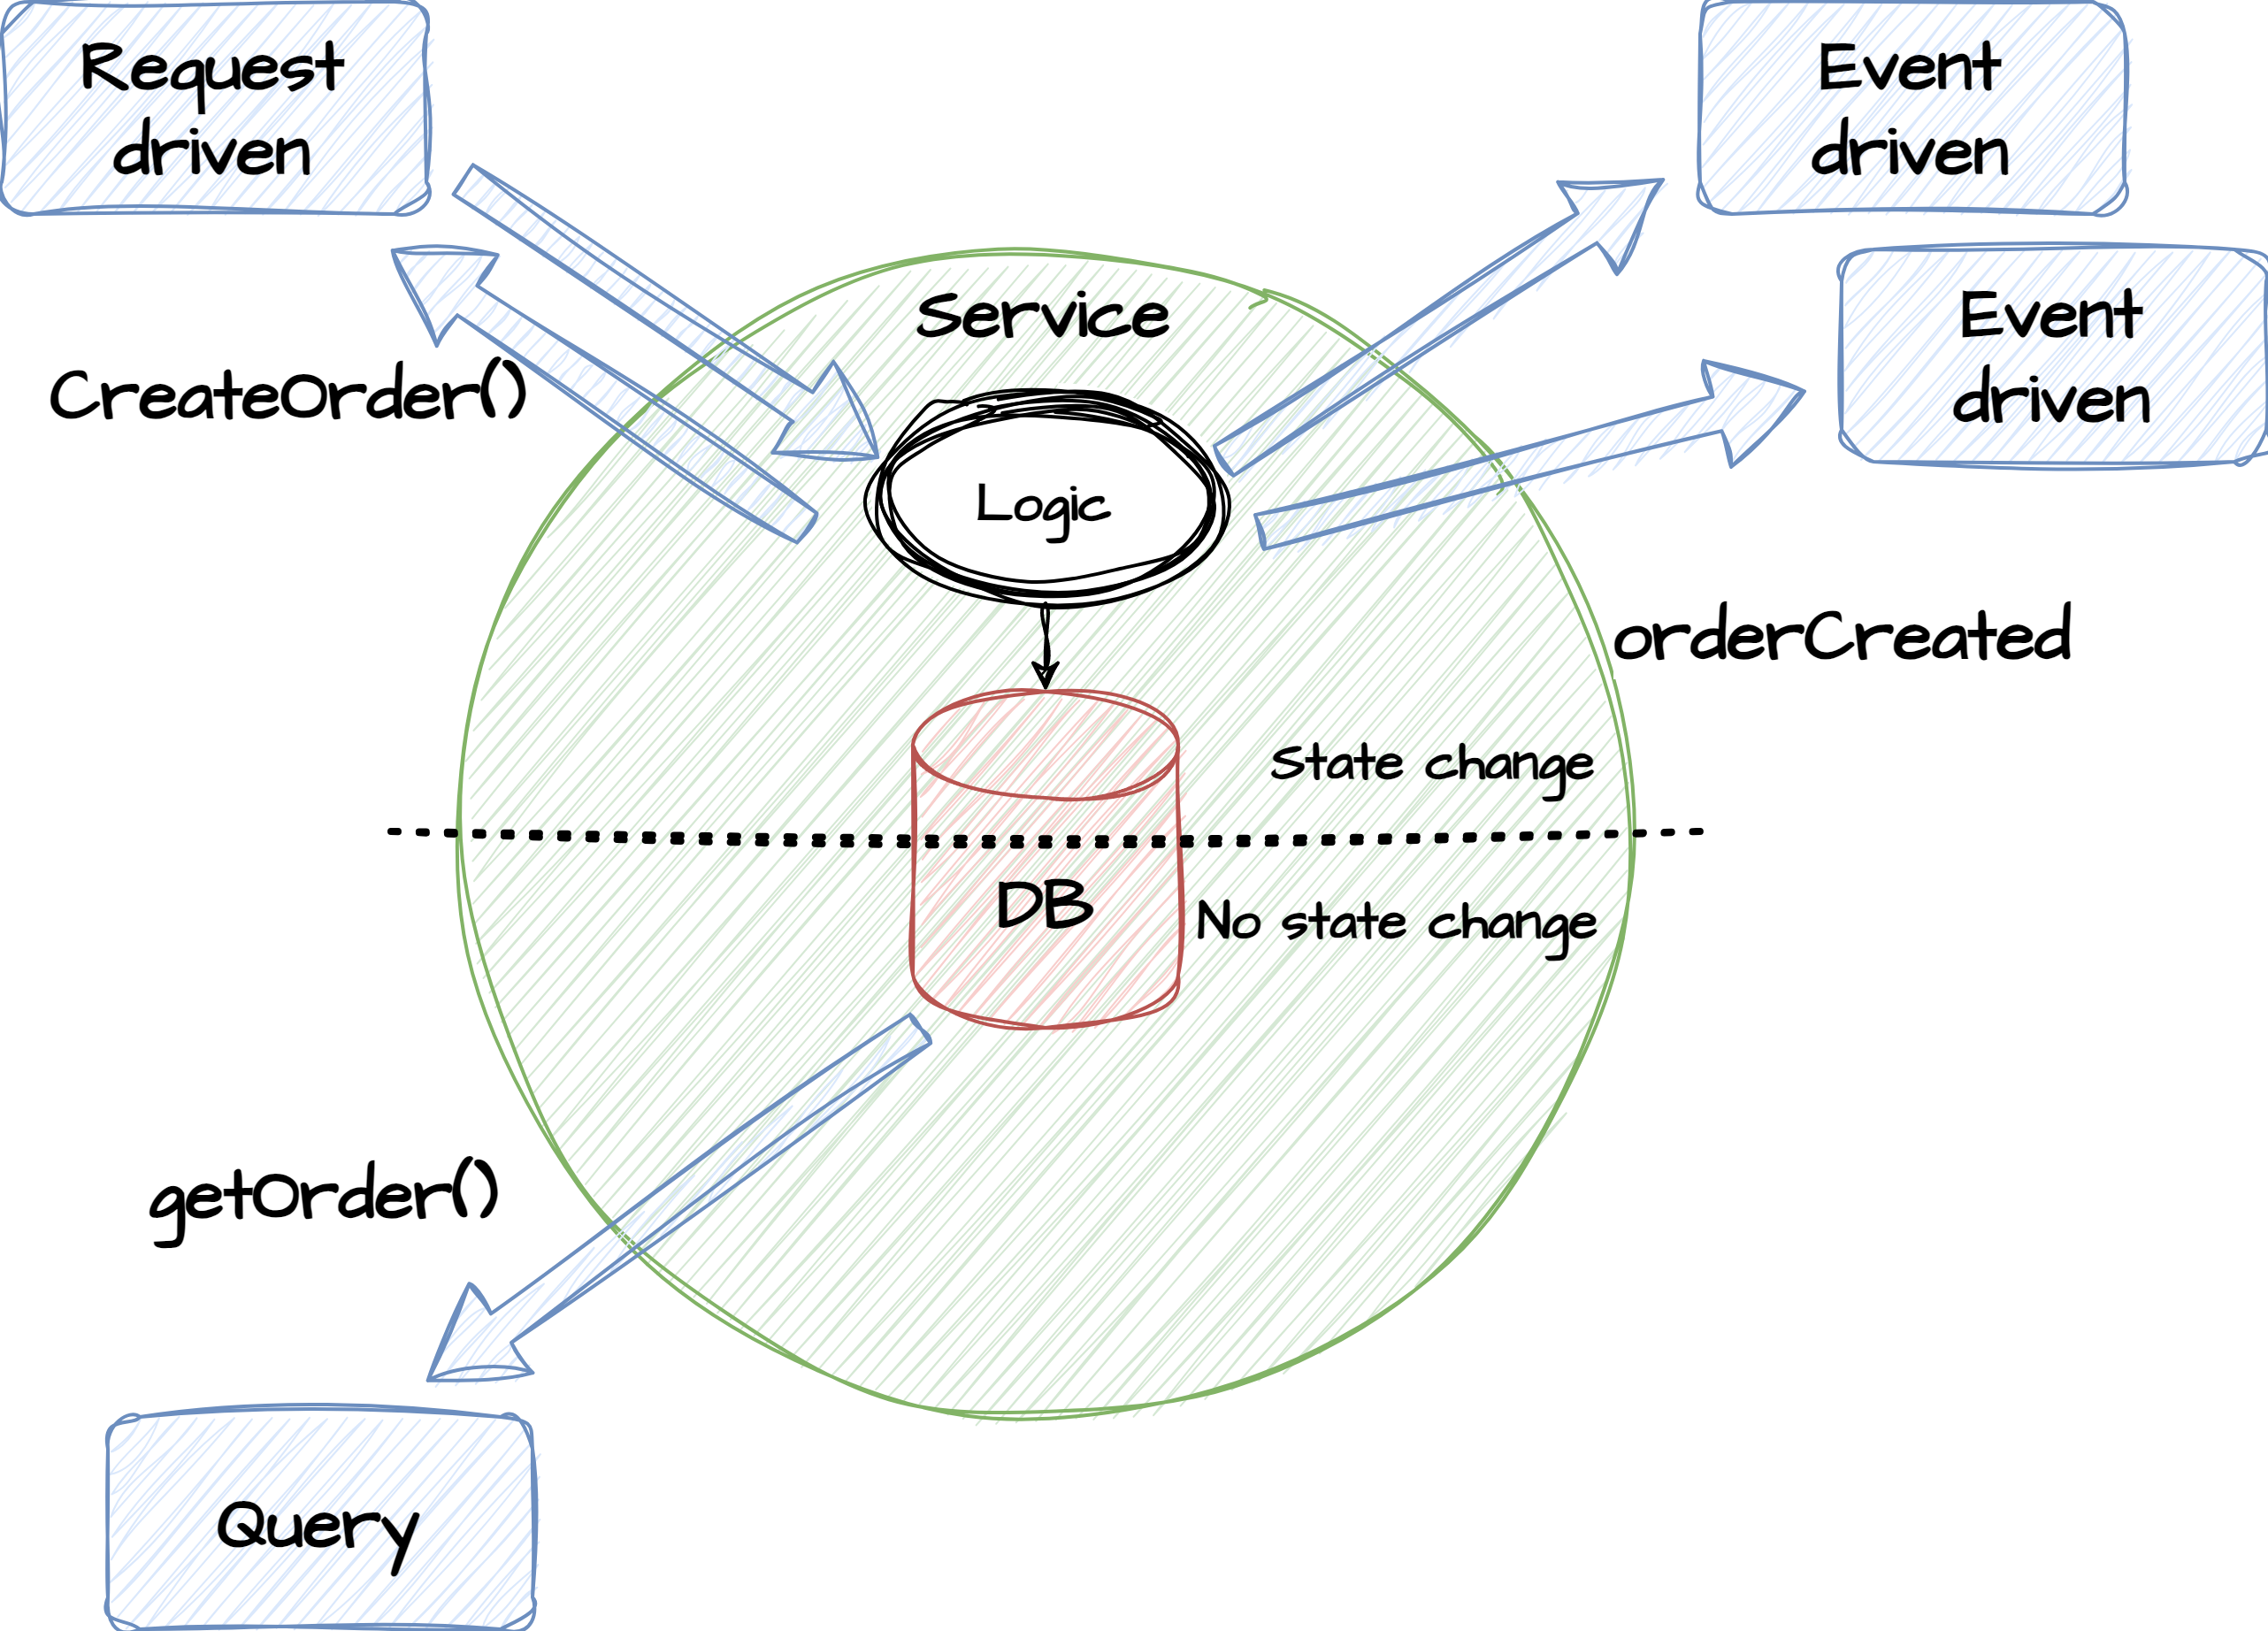 Request
driven
Event
driven
Event
driven
Service
CreateOrder()
Logic
orderCreated
State change
DB
No state change
getOrder()
Query